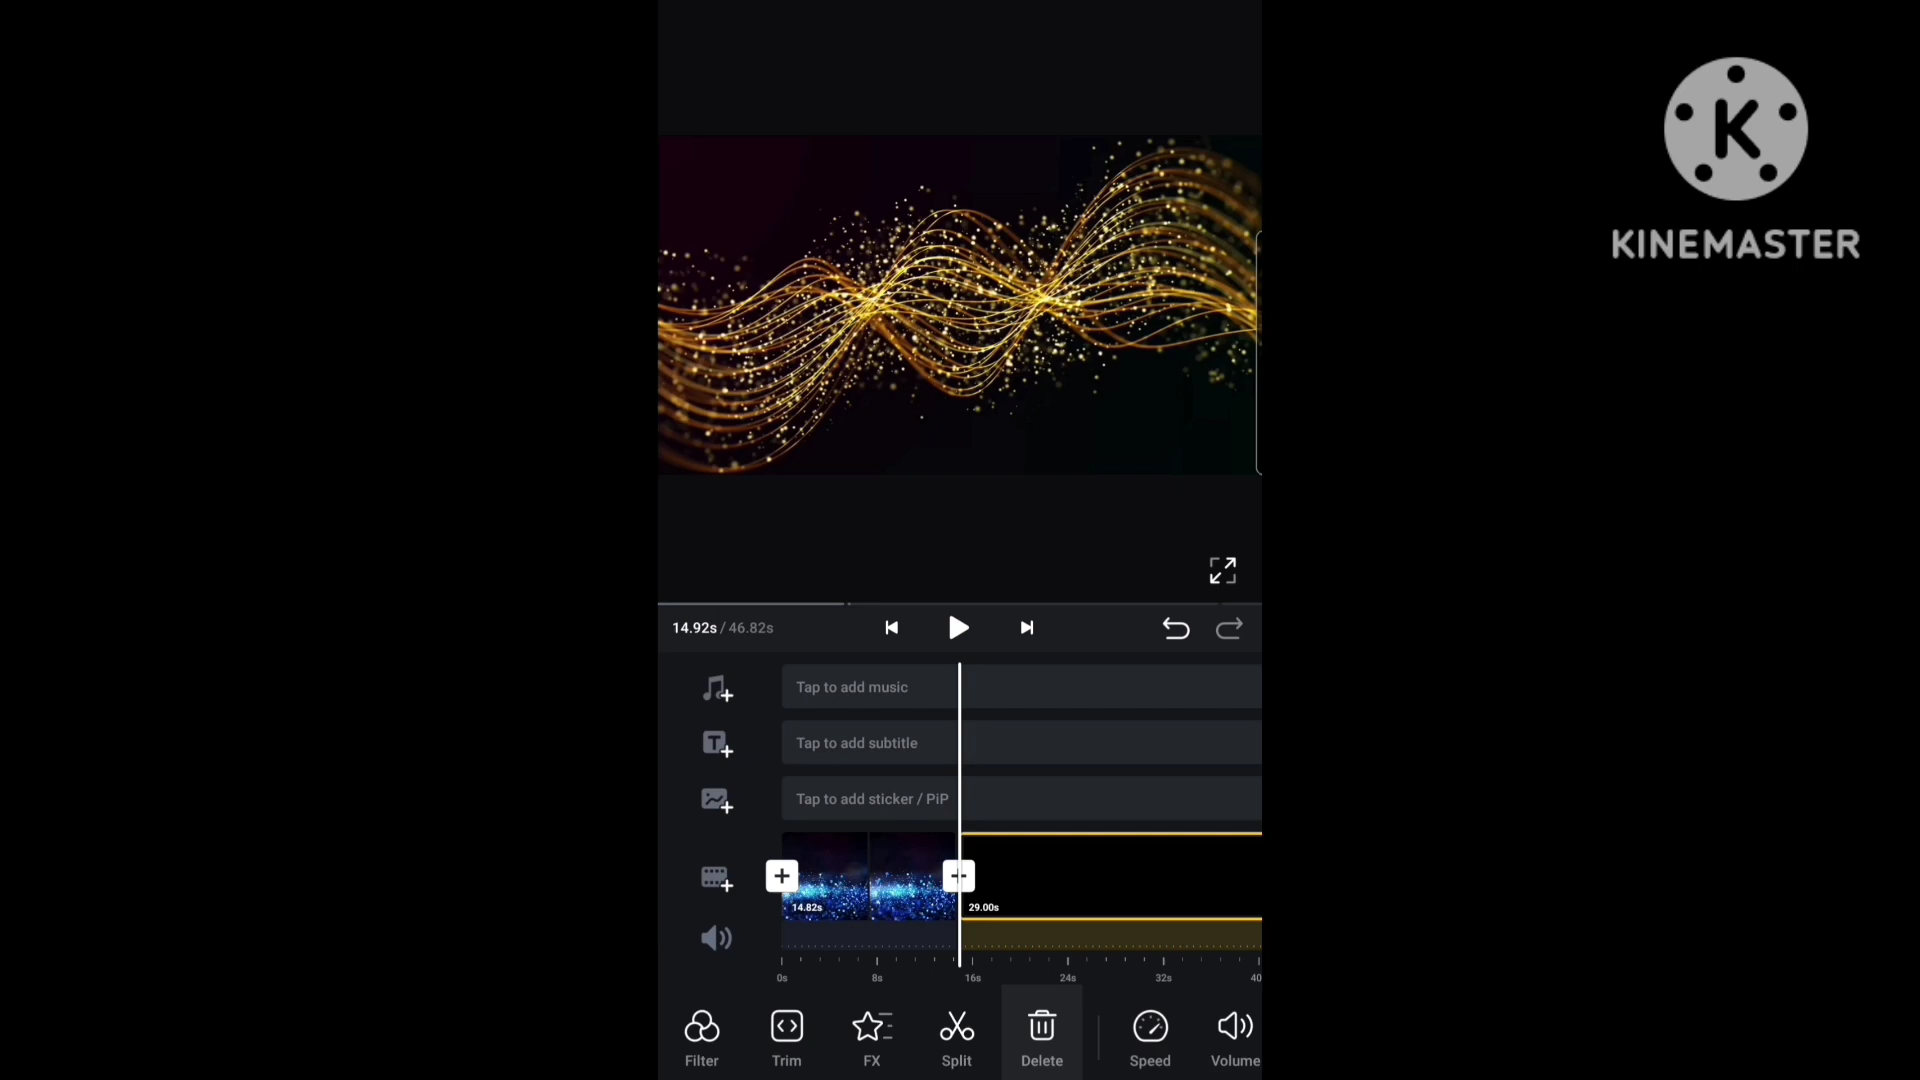 K
KINEMASTER
14.92s / 46.82s
Tap to add music
Tap to add subtitle
T
Tap to add sticker / PiP
14.82s
29.00s
0s 8s 16s 24s 32s 40
Filter Trim FX Split Delete Speed Volume